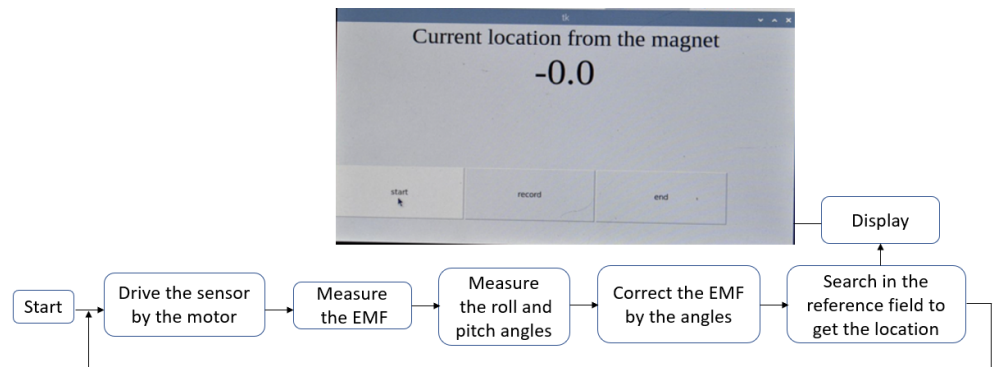 tk
Current location from the magnet
-0.0
start
record
end
Display
Start
Drive the sensor
by the motor
Measure
the EMF
Measure
the roll and
pitch angles
Correct the EMF
by the angles
Search in the
reference field to
get the location